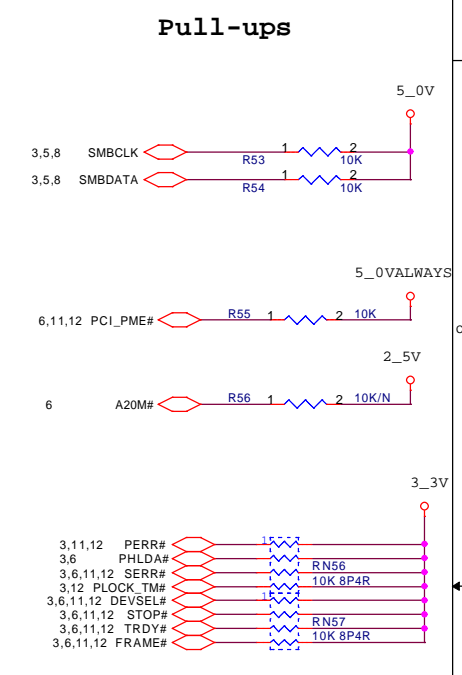 Pull-ups
5_0V
3,5,8 SMBCLK R53 1 2 10K
3,5,8 SMBDATA R54 1 2 10K
5_0VALWAYS
6,11,12 PCI_PME# R55 1 2 10K
2_5V
6 A20M# R56 1 2 10K/N
3_3V
3,11,12 PERR# 1
3,6 PHLDA#
RN56
3,6,11,12 SERR#
10K 8P4R
3,12 PLOCK_TM#
3,6,11,12 DEVSEL# 1
3,6,11,12 STOP#
RN57
3,6,11,12 TRDY#
10K 8P4R
3,6,11,12 FRAME#